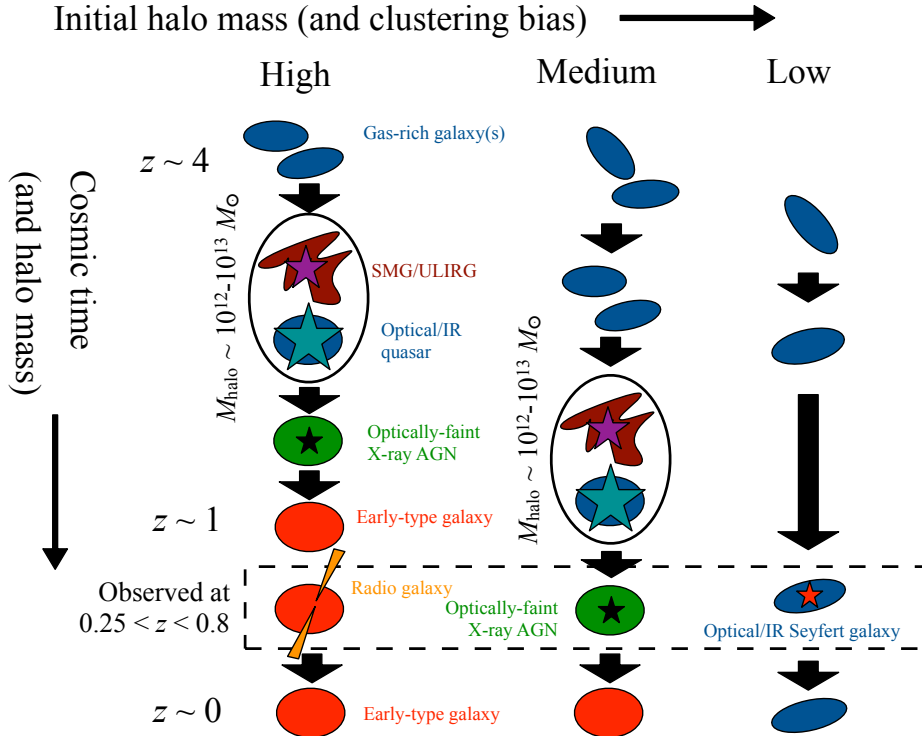 Initial halo mass (and clustering bias)
High
Medium
Low
z ~ 4
Gas-rich galaxy(s)
Cosmic time
(and halo mass)
M_halo ~ 10^12-10^13 M⊙
SMG/ULIRG
Optical/IR
quasar
Optically-faint
X-ray AGN
M_halo ~ 10^12-10^13 M⊙
z ~ 1
Early-type galaxy
Observed at
0.25 < z < 0.8
Radio galaxy
Optically-faint
X-ray AGN
Optical/IR Seyfert galaxy
z ~ 0
Early-type galaxy